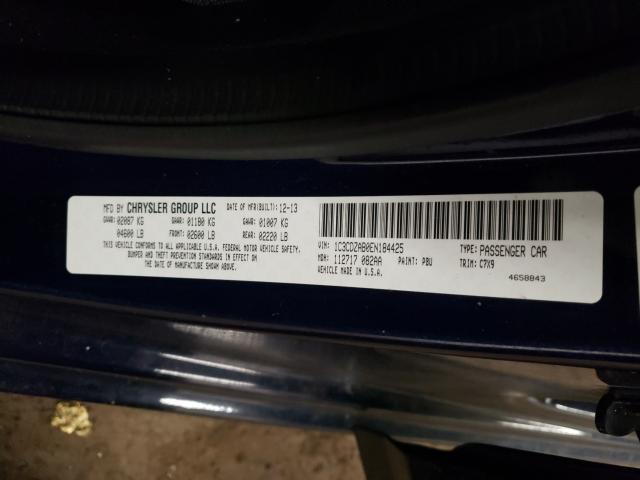 MFD BY CHRYSLER GROUP LLC DATE OF MFR(BUILT): 12-13
GVWR: 02087 KG GAWR: 01180 KG GAWR: 01007 KG
04600 LB FRONT: 02600 LB REAR: 02220 LB
THIS VEHICLE CONFORMS TO ALL APPLICABLE U.S.A. FEDERAL MOTOR VEHICLE SAFETY,
BUMPER AND THEFT PREVENTION STANDARDS IN EFFECT ON
THE DATE OF MANUFACTURE SHOWN ABOVE.
VIN: 1C3CDZAB0EN184425 TYPE: PASSENGER CAR
MDH: 112717 082AA PAINT: PBU TRIM: C7X9
VEHICLE MADE IN U.S.A.
4658843